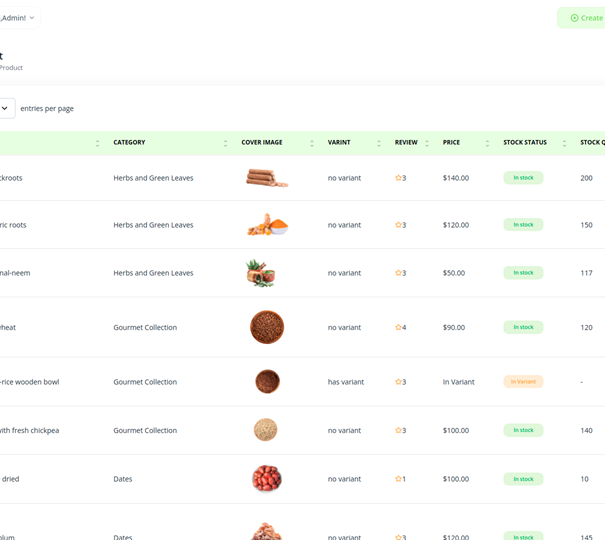 ,Admin!
Create
t
Product
entries per page
CATEGORY COVER IMAGE VARINT REVIEW PRICE STOCK STATUS STOCK Q
ckroots Herbs and Green Leaves no variant 3 $140.00 In stock 200
ric roots Herbs and Green Leaves no variant 3 $120.00 In stock 150
nal-neem Herbs and Green Leaves no variant 3 $50.00 In stock 117
heat Gourmet Collection no variant 4 $90.00 In stock 120
-rice wooden bowl Gourmet Collection has variant 3 In Variant In Variant -
with fresh chickpea Gourmet Collection no variant 3 $100.00 In stock 140
dried Dates no variant 1 $100.00 In stock 10
olum Dates no variant 3 $120.00 In stock 145